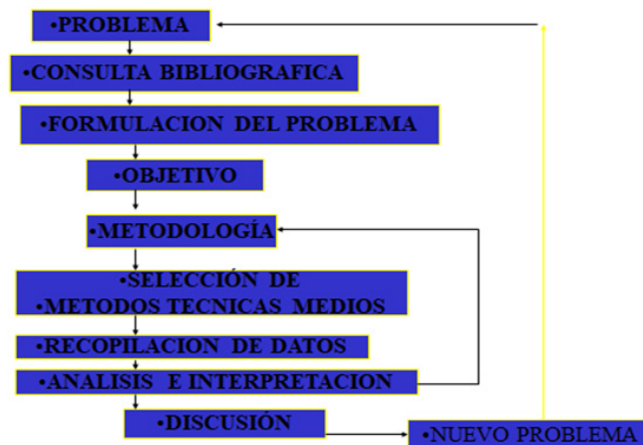 •PROBLEMA
•CONSULTA BIBLIOGRAFICA
•FORMULACION DEL PROBLEMA
•OBJETIVO
•METODOLOGÍA
•SELECCIÓN DE
•METODOS TECNICAS MEDIOS
•RECOPILACION DE DATOS
•ANALISIS E INTERPRETACION
•DISCUSIÓN
•NUEVO PROBLEMA